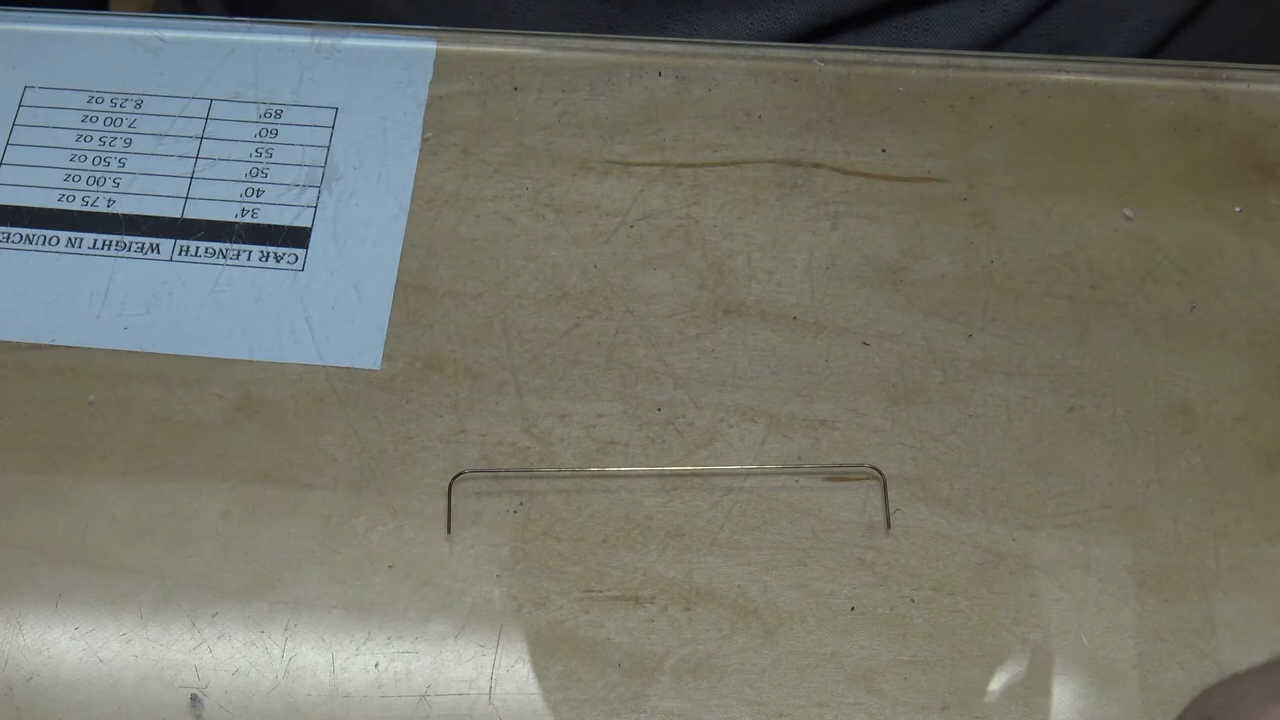 CAR LENGTH WEIGHT IN OUNCE
34' 4.75 oz
40' 5.00 oz
50' 5.50 oz
55' 6.25 oz
60' 7.00 oz
89' 8.25 oz